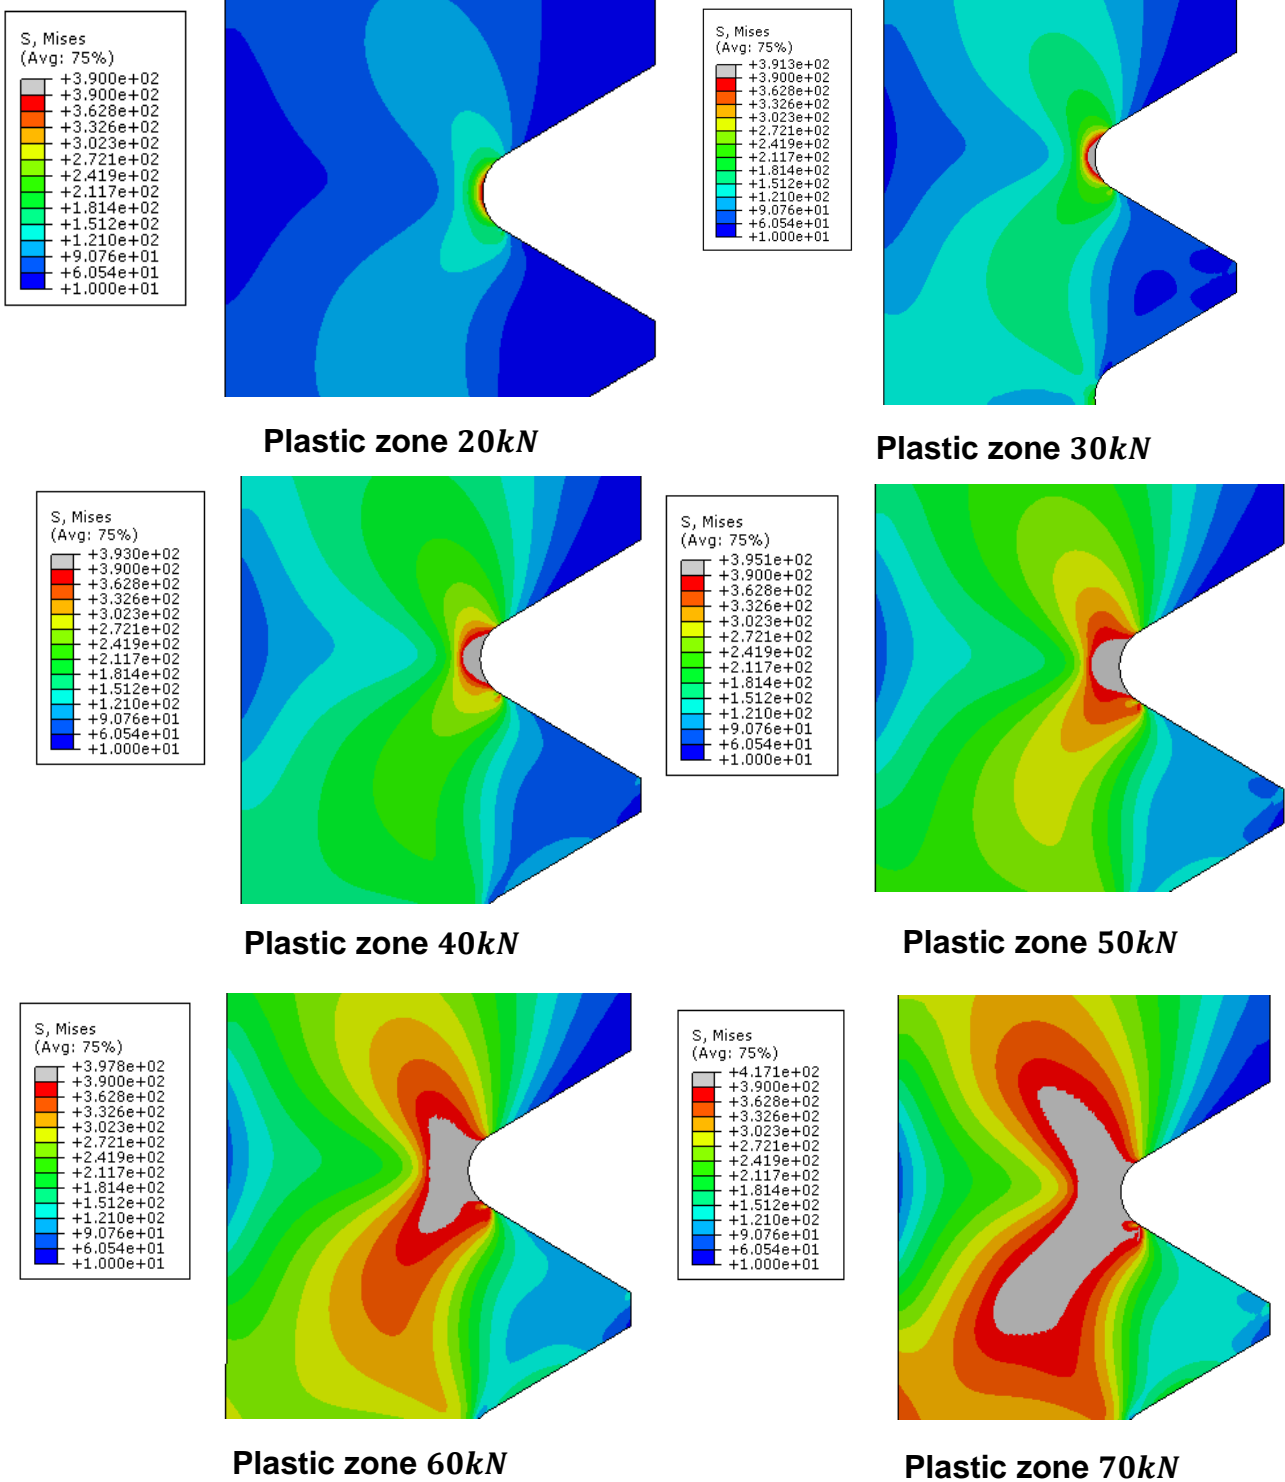 S, Mises
(Avg: 75%)
+3.900e+02
+3.900e+02
+3.628e+02
+3.326e+02
+3.023e+02
+2.721e+02
+2.419e+02
+2.117e+02
+1.814e+02
+1.512e+02
+1.210e+02
+9.076e+01
+6.054e+01
+1.000e+01
Plastic zone 20kN
S, Mises
(Avg: 75%)
+3.913e+02
+3.900e+02
+3.628e+02
+3.326e+02
+3.023e+02
+2.721e+02
+2.419e+02
+2.117e+02
+1.814e+02
+1.512e+02
+1.210e+02
+9.076e+01
+6.054e+01
+1.000e+01
Plastic zone 30kN
S, Mises
(Avg: 75%)
+3.930e+02
+3.900e+02
+3.628e+02
+3.326e+02
+3.023e+02
+2.721e+02
+2.419e+02
+2.117e+02
+1.814e+02
+1.512e+02
+1.210e+02
+9.076e+01
+6.054e+01
+1.000e+01
Plastic zone 40kN
S, Mises
(Avg: 75%)
+3.951e+02
+3.900e+02
+3.628e+02
+3.326e+02
+3.023e+02
+2.721e+02
+2.419e+02
+2.117e+02
+1.814e+02
+1.512e+02
+1.210e+02
+9.076e+01
+6.054e+01
+1.000e+01
Plastic zone 50kN
S, Mises
(Avg: 75%)
+3.978e+02
+3.900e+02
+3.628e+02
+3.326e+02
+3.023e+02
+2.721e+02
+2.419e+02
+2.117e+02
+1.814e+02
+1.512e+02
+1.210e+02
+9.076e+01
+6.054e+01
+1.000e+01
Plastic zone 60kN
S, Mises
(Avg: 75%)
+4.171e+02
+3.900e+02
+3.628e+02
+3.326e+02
+3.023e+02
+2.721e+02
+2.419e+02
+2.117e+02
+1.814e+02
+1.512e+02
+1.210e+02
+9.076e+01
+6.054e+01
+1.000e+01
Plastic zone 70kN